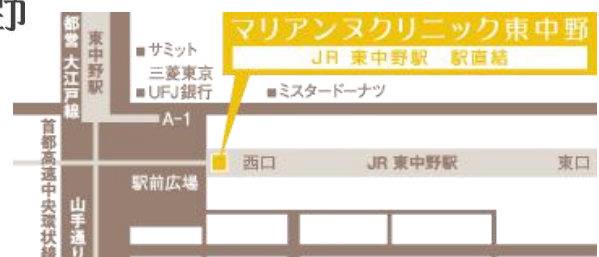 マリアンヌクリニック東中野
JR 東中野駅 駅直結
都営 大江戸線
東中野駅
■サミット
三菱東京
■UFJ銀行
■ミスタードーナツ
A-1
首都高速中央環状線
山手通り
駅前広場
西口
JR 東中野駅
東口